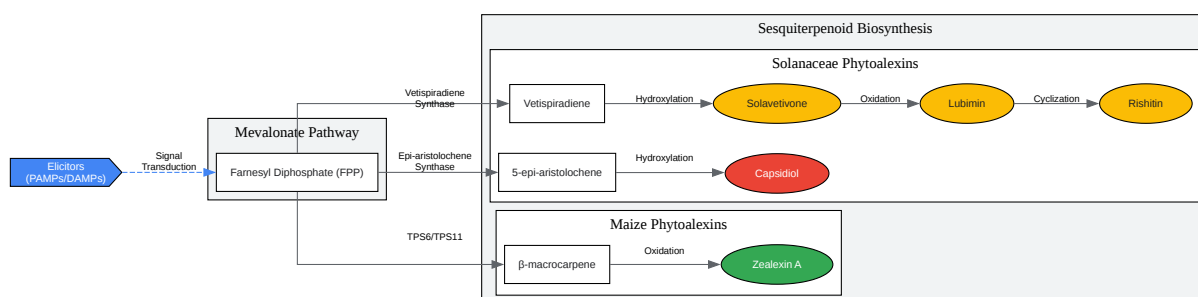 Sesquiterpenoid Biosynthesis
Solanaceae Phytoalexins
Vetispiradiene
Synthase
Vetispiradiene
Hydroxylation
Solavetivone
Oxidation
Lubimin
Cyclization
Rishitin
Mevalonate Pathway
Elicitors
(PAMPs/DAMPs)
Signal
Transduction
Farnesyl Diphosphate (FPP)
Epi-aristolochene
Synthase
5-epi-aristolochene
Hydroxylation
Capsidiol
Maize Phytoalexins
TPS6/TPS11
β-macrocarpene
Oxidation
Zealexin A